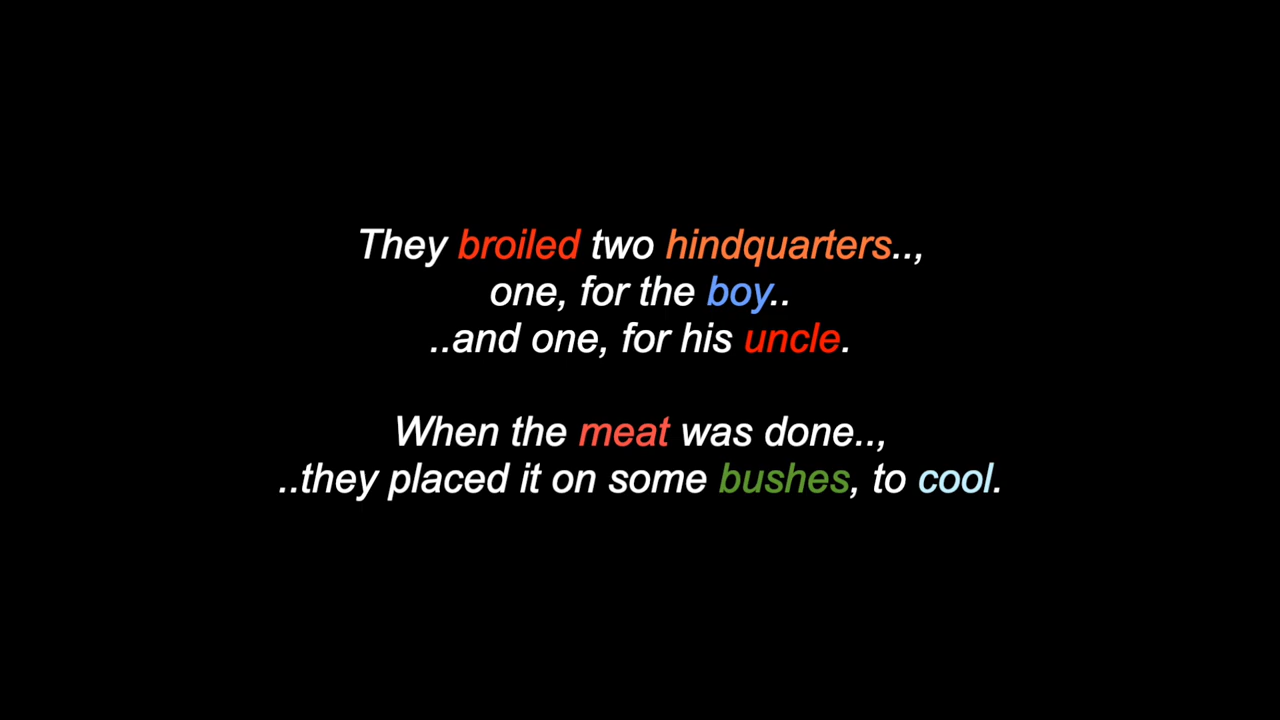 They broiled two hindquarters..,
one, for the boy..
..and one, for his uncle.
When the meat was done..,
..they placed it on some bushes, to cool.